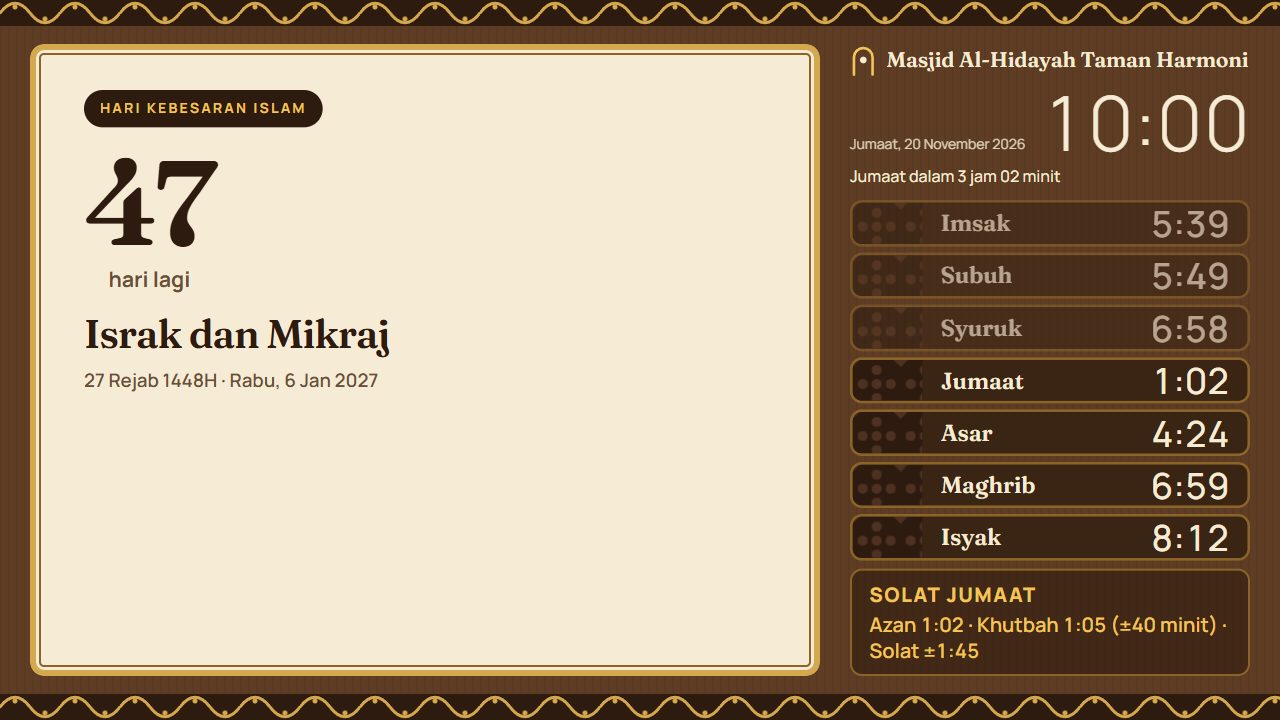 HARI KEBESARAN ISLAM
47
hari lagi
Israk dan Mikraj
27 Rejab 1448H · Rabu, 6 Jan 2027
Masjid Al-Hidayah Taman Harmoni
10:00
Jumaat, 20 November 2026
Jumaat dalam 3 jam 02 minit
Imsak 5:39
Subuh 5:49
Syuruk 6:58
Jumaat 1:02
Asar 4:24
Maghrib 6:59
Isyak 8:12
SOLAT JUMAAT
Azan 1:02 · Khutbah 1:05 (±40 minit) ·
Solat ±1:45